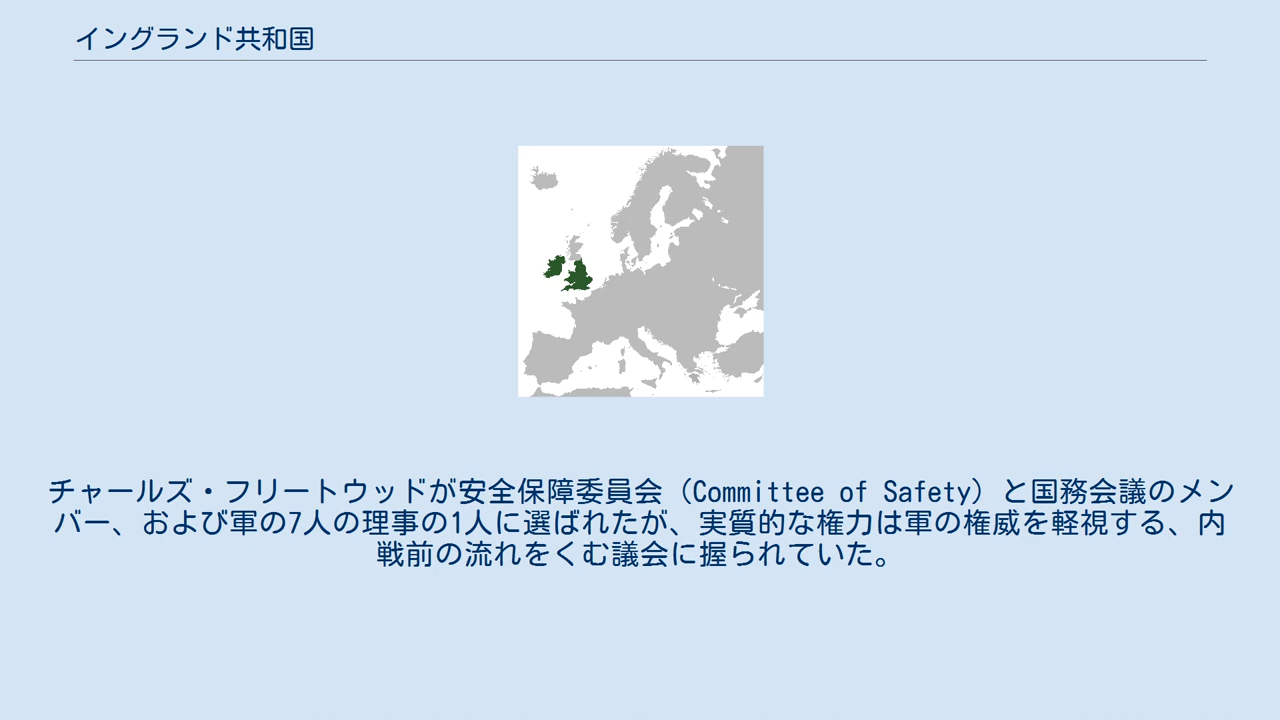 イングランド共和国
チャールズ・フリートウッドが安全保障委員会（Committee of Safety）と国務会議のメン
バー、および軍の7人の理事の1人に選ばれたが、実質的な権力は軍の権威を軽視する、内
戦前の流れをくむ議会に握られていた。